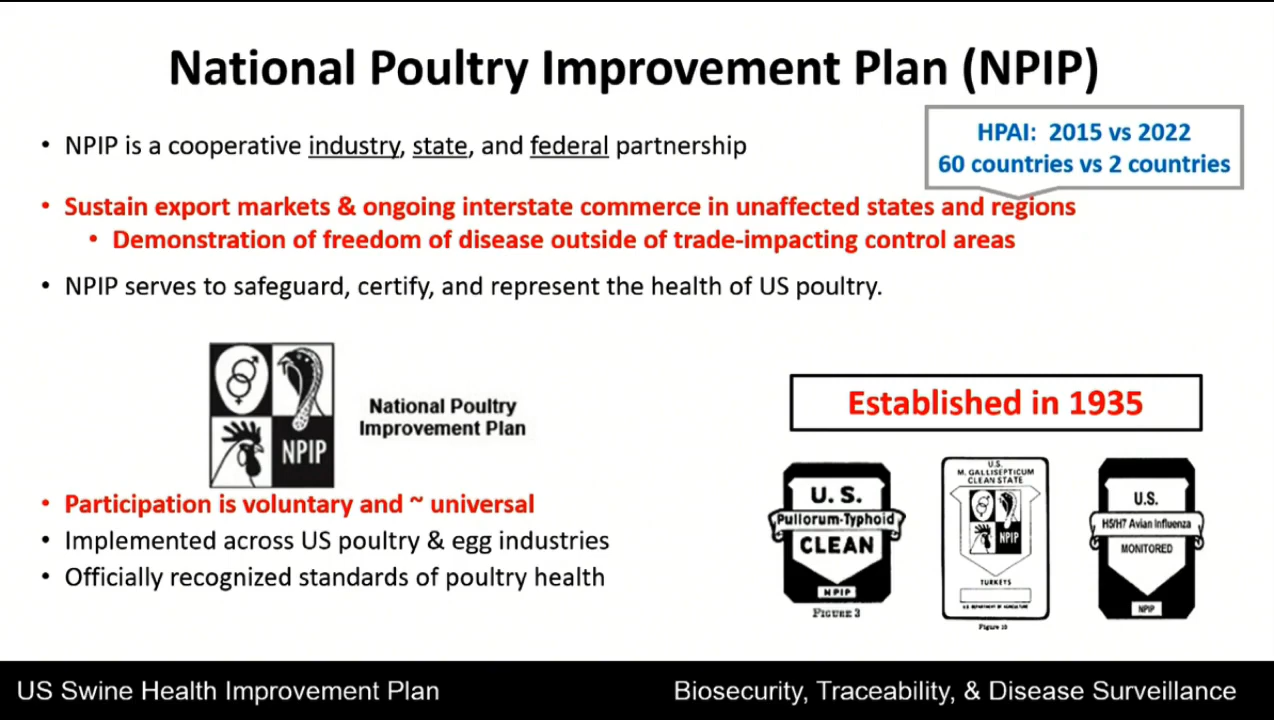 National Poultry Improvement Plan (NPIP)
HPAI: 2015 vs 2022
60 countries vs 2 countries
• NPIP is a cooperative industry, state, and federal partnership
• Sustain export markets & ongoing interstate commerce in unaffected states and regions
• Demonstration of freedom of disease outside of trade-impacting control areas
• NPIP serves to safeguard, certify, and represent the health of US poultry.
NPIP
National Poultry
Improvement Plan
Established in 1935
• Participation is voluntary and ~ universal
• Implemented across US poultry & egg industries
• Officially recognized standards of poultry health
U.S.
Pullorum-Typhoid
CLEAN
NPIP
FIGURE 3
U.S.
M. GALLISEPTICUM
CLEAN STATE
NPIP
TURKEYS
U.S. DEPARTMENT OF AGRICULTURE
Figure 10
U.S.
H5/H7 Avian Influenza
MONITORED
NPIP
US Swine Health Improvement Plan
Biosecurity, Traceability, & Disease Surveillance